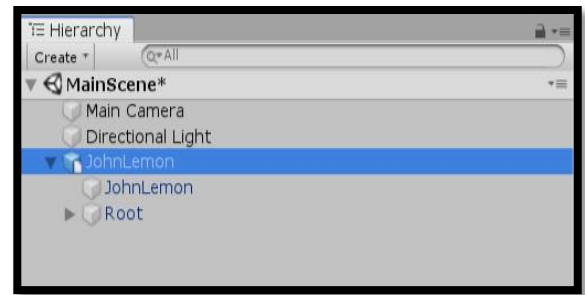 Hierarchy
Create All
MainScene*
Main Camera
Directional Light
JohnLemon
JohnLemon
Root